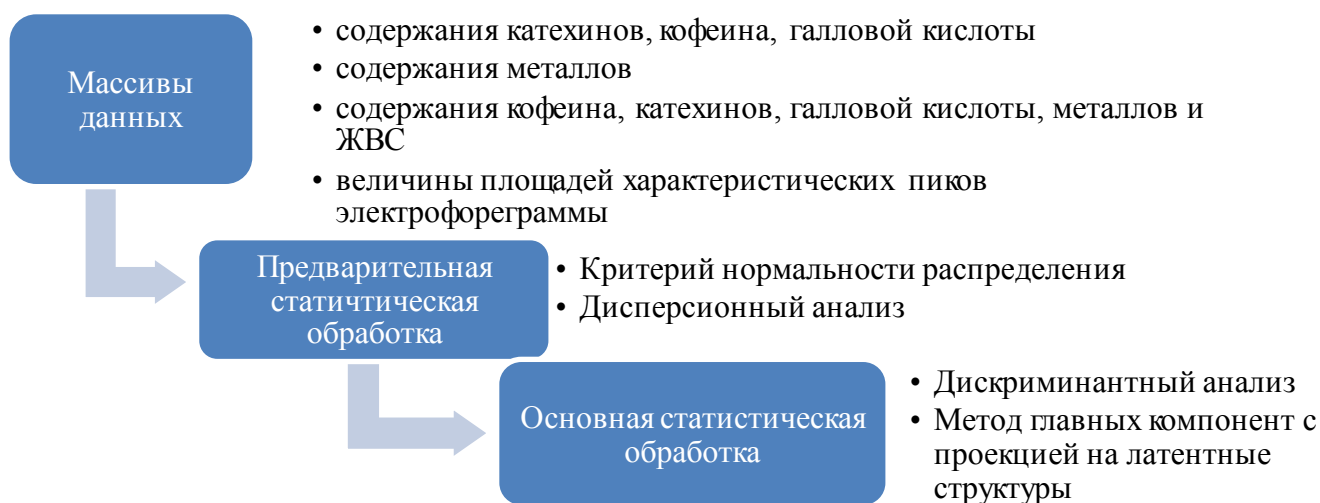 Массивы
данных
• содержания катехинов, кофеина, галловой кислоты
• содержания металлов
• содержания кофеина, катехинов, галловой кислоты, металлов и
ЖВС
• величины площадей характеристических пиков
электрофореграммы
Предварительная
статичтическая
обработка
• Критерий нормальности распределения
• Дисперсионный анализ
Основная статистическая
обработка
• Дискриминантный анализ
• Метод главных компонент с
проекцией на латентные
структуры